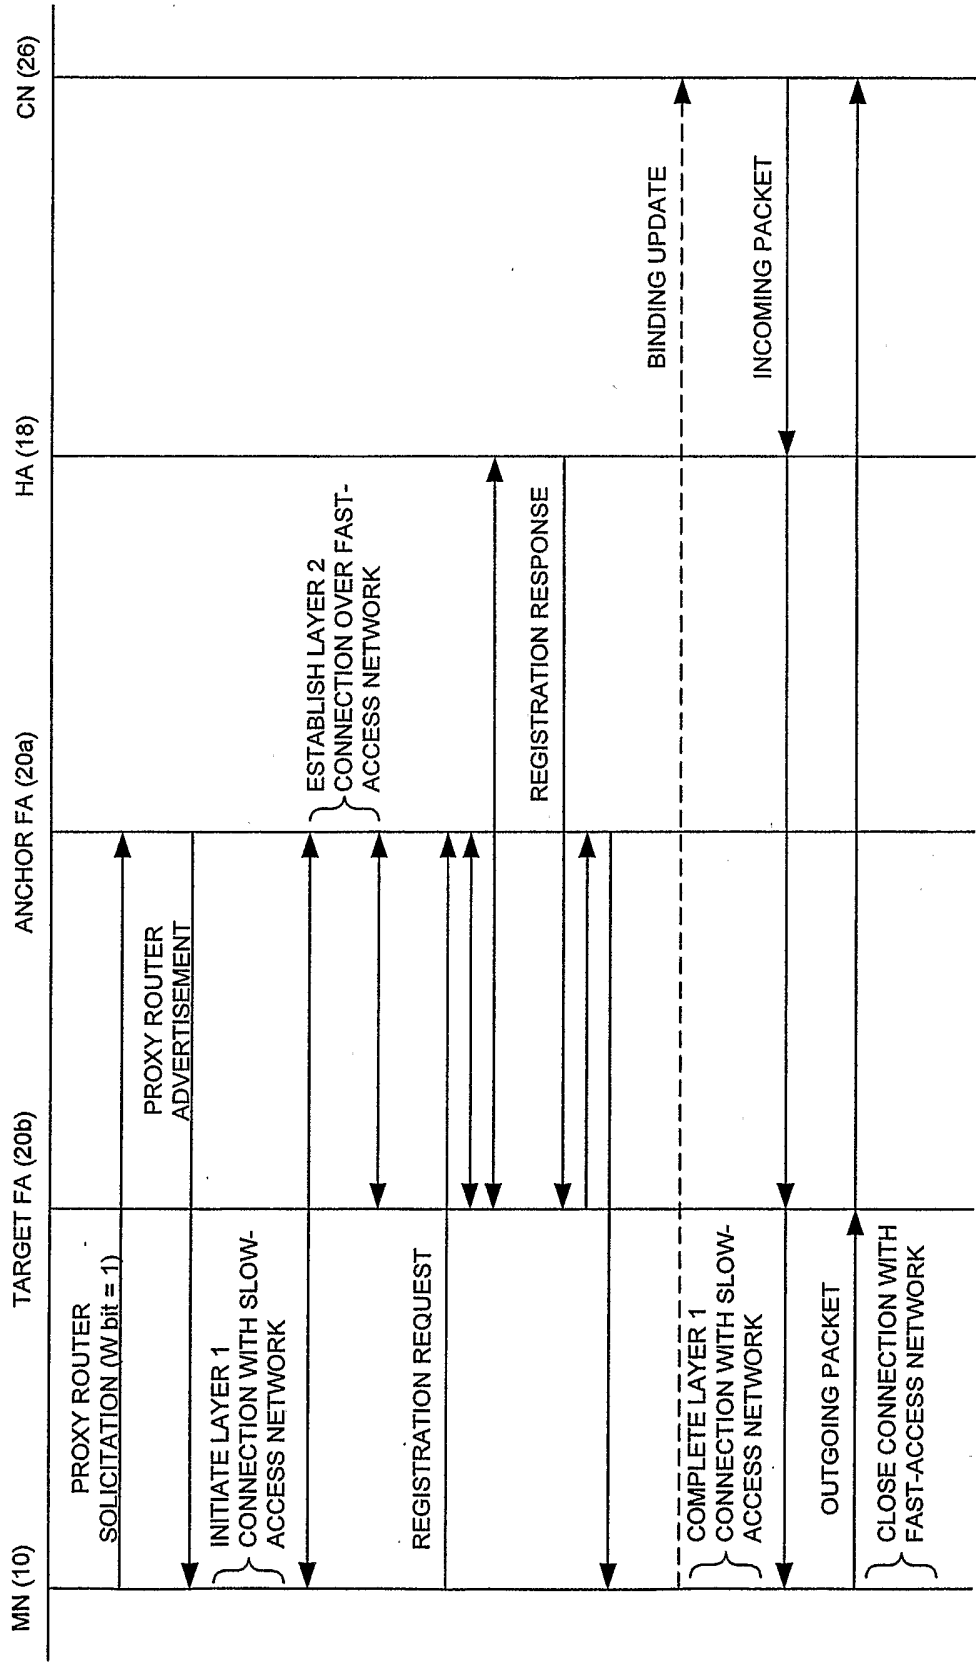 MN (10)
TARGET FA (20b)
ANCHOR FA (20a)
HA (18)
CN (26)
PROXY ROUTER
SOLICITATION (W bit = 1)
PROXY ROUTER
ADVERTISEMENT
INITIATE LAYER 1
CONNECTION WITH SLOW-
ACCESS NETWORK
ESTABLISH LAYER 2
CONNECTION OVER FAST-
ACCESS NETWORK
REGISTRATION REQUEST
REGISTRATION RESPONSE
BINDING UPDATE
COMPLETE LAYER 1
CONNECTION WITH SLOW-
ACCESS NETWORK
INCOMING PACKET
OUTGOING PACKET
CLOSE CONNECTION WITH
FAST-ACCESS NETWORK